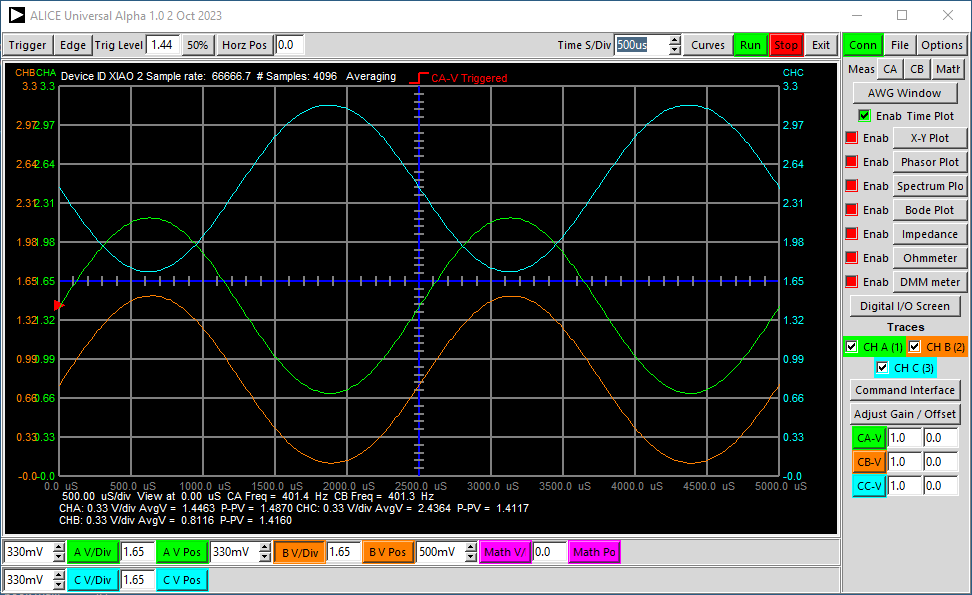 ALICE Universal Alpha 1.0 2 Oct 2023
Trigger Edge Trig Level 1.44 50% Horz Pos 0.0 Time S/Div 500us Curves Run Stop Exit Conn File Options
CHB CHA Device ID XIAO 2 Sample rate: 66666.7 # Samples: 4096 Averaging CA-V Triggered CHC
Meas CA CB Math
3.3 3.3 3.3
AWG Window
Enab Time Plot
2.97 2.97 2.97
Enab X-Y Plot
2.64 2.64 2.64
Enab Phasor Plot
Enab Spectrum Plo
2.31 2.31 2.31
Enab Bode Plot
Enab Impedance
1.98 1.98 1.98
Enab Ohmmeter
1.65 1.65 1.65
Enab DMM meter
Digital I/O Screen
1.32 1.32 1.32
Traces
CH A (1) CH B (2)
0.99 0.99 0.99
CH C (3)
Command Interface
0.66 0.66 0.66
Adjust Gain / Offset
0.33 0.33 0.33
CA-V 1.0 0.0
CB-V 1.0 0.0
-0.0 -0.0 0.0
CC-V 1.0 0.0
0.0 uS 500.0 uS 1000.0 uS 1500.0 uS 2000.0 uS 2500.0 uS 3000.0 uS 3500.0 uS 4000.0 uS 4500.0 uS 5000.0 uS
500.00 uS/div View at 0.00 uS CA Freq = 401.4 Hz CB Freq = 401.3 Hz
CHA: 0.33 V/div AvgV = 1.4463 P-PV = 1.4870 CHC: 0.33 V/div AvgV = 2.4364 P-PV = 1.4117
CHB: 0.33 V/div AvgV = 0.8116 P-PV = 1.4160
330mV A V/Div 1.65 A V Pos 330mV B V/Div 1.65 B V Pos 500mV Math V/ 0.0 Math Po
330mV C V/Div 1.65 C V Pos